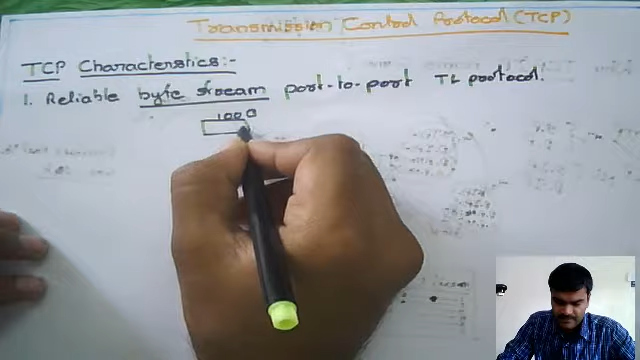 Transmission Control Protocol (TCP)
TCP Characteristics:-
1. Reliable byte stream port-to-port TL protocol.
100B